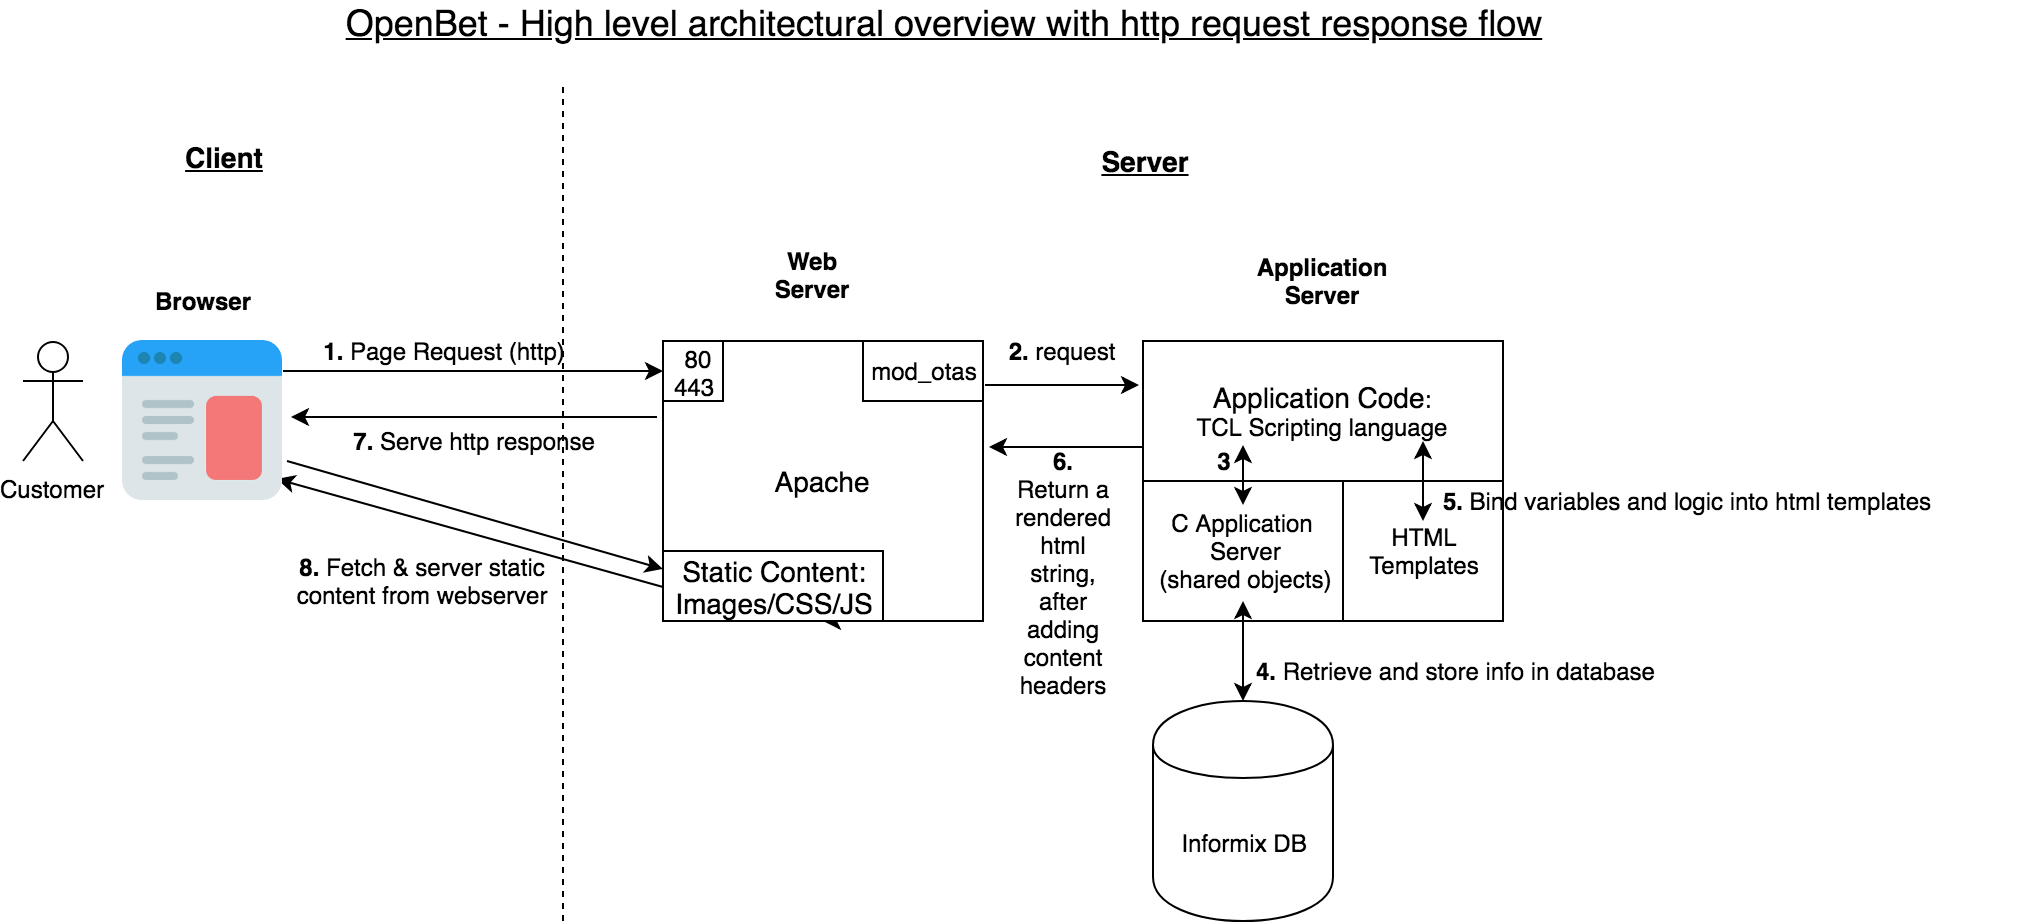 OpenBet - High level architectural overview with http request response flow
Client
Server
Browser
Customer
Web
Server
Application
Server
1. Page Request (http)
80
443
mod_otas
2. request
Application Code:
TCL Scripting language
7. Serve http response
Apache
3
6.
Return a
rendered
html
string,
after
adding
content
headers
C Application
Server
(shared objects)
5. Bind variables and logic into html templates
HTML
Templates
8. Fetch & server static
content from webserver
Static Content:
Images/CSS/JS
4. Retrieve and store info in database
Informix DB